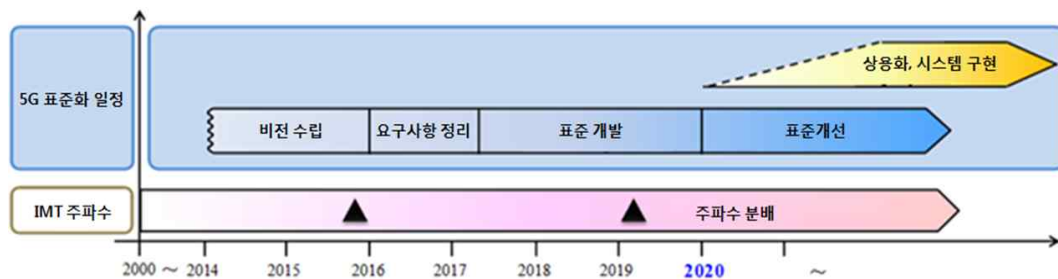 상용화, 시스템 구현
5G 표준화 일정
비전 수립
요구사항 정리
표준 개발
표준개선
IMT 주파수
주파수 분배
2000 ~ 2014 2015 2016 2017 2018 2019 2020 ~